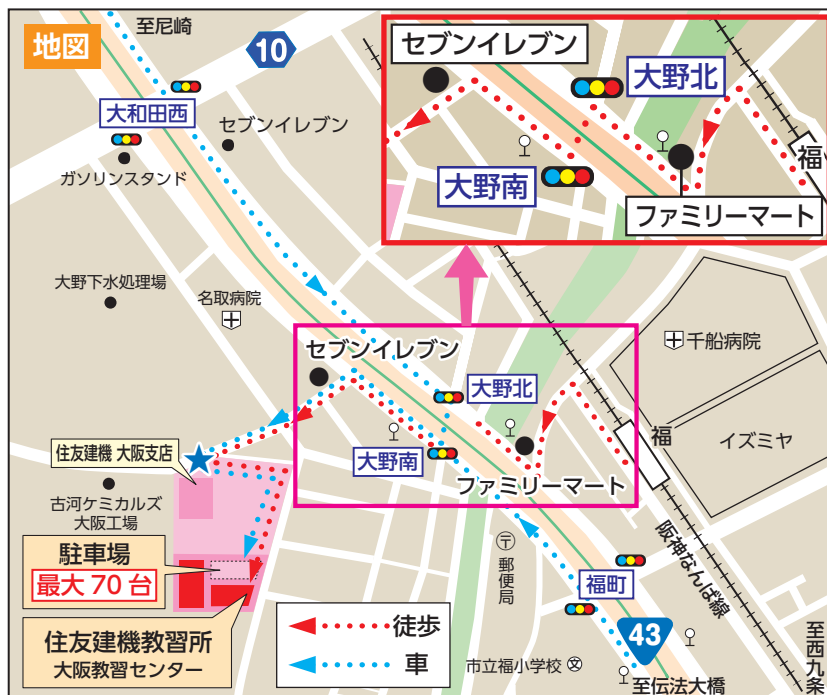 地図
至尼崎
10
大和田西
セブンイレブン
ガソリンスタンド
大野下水処理場
名取病院
セブンイレブン
大野北
大野南
ファミリーマート
福
セブンイレブン
大野北
大野南
ファミリーマート
福
千船病院
イズミヤ
住友建機 大阪支店
古河ケミカルズ
大阪工場
駐車場
最大70台
住友建機教習所
大阪教習センター
徒歩
車
〒
郵便局
福町
43
阪神なんば線
至西九条
市立福小学校
文
至伝法大橋